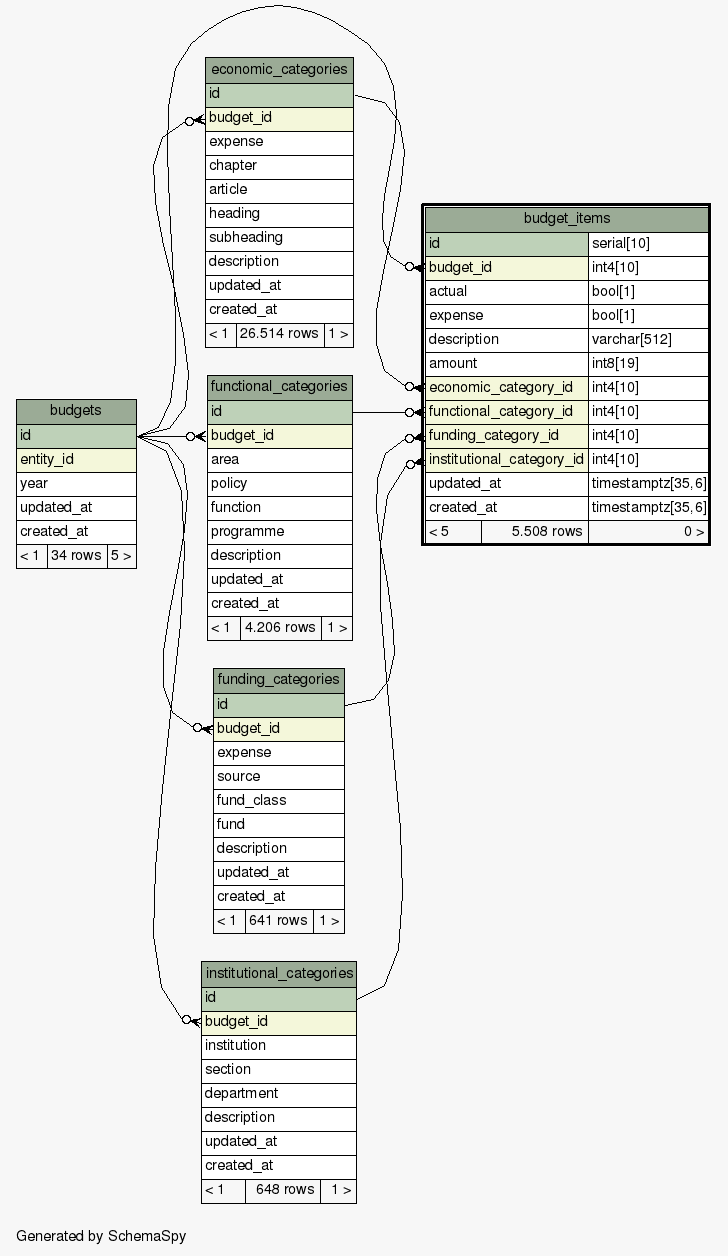 budgets
id
entity_id
year
updated_at
created_at
< 1 34 rows 5 >
economic_categories
id
budget_id
expense
chapter
article
heading
subheading
description
updated_at
created_at
< 1 26.514 rows 1 >
functional_categories
id
budget_id
area
policy
function
programme
description
updated_at
created_at
< 1 4.206 rows 1 >
funding_categories
id
budget_id
expense
source
fund_class
fund
description
updated_at
created_at
< 1 641 rows 1 >
institutional_categories
id
budget_id
institution
section
department
description
updated_at
created_at
< 1 648 rows 1 >
budget_items
id serial[10]
budget_id int4[10]
actual bool[1]
expense bool[1]
description varchar[512]
amount int8[19]
economic_category_id int4[10]
functional_category_id int4[10]
funding_category_id int4[10]
institutional_category_id int4[10]
updated_at timestamptz[35,6]
created_at timestamptz[35,6]
< 5 5.508 rows 0 >
Generated by SchemaSpy